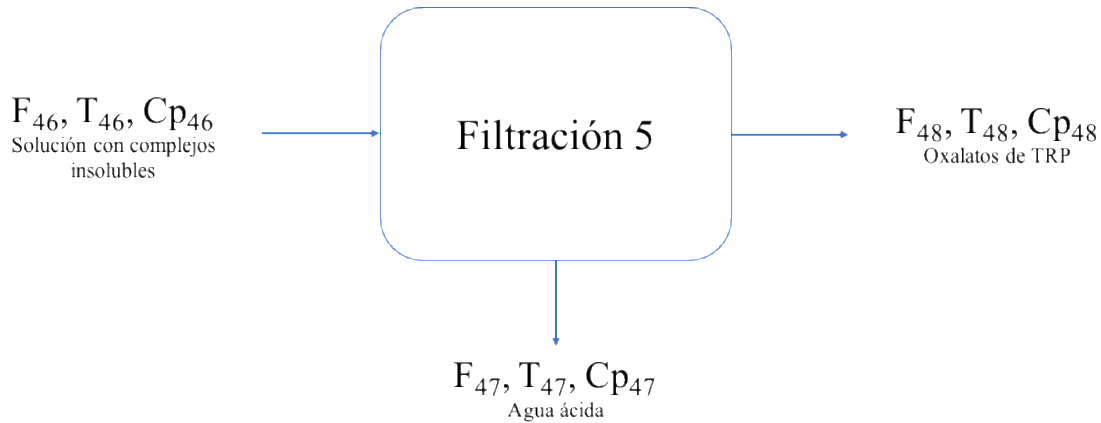 F₄₆, T₄₆, Cp₄₆
Solución con complejos
insolubles
Filtración 5
F₄₈, T₄₈, Cp₄₈
Oxalatos de TRP
F₄₇, T₄₇, Cp₄₇
Agua ácida